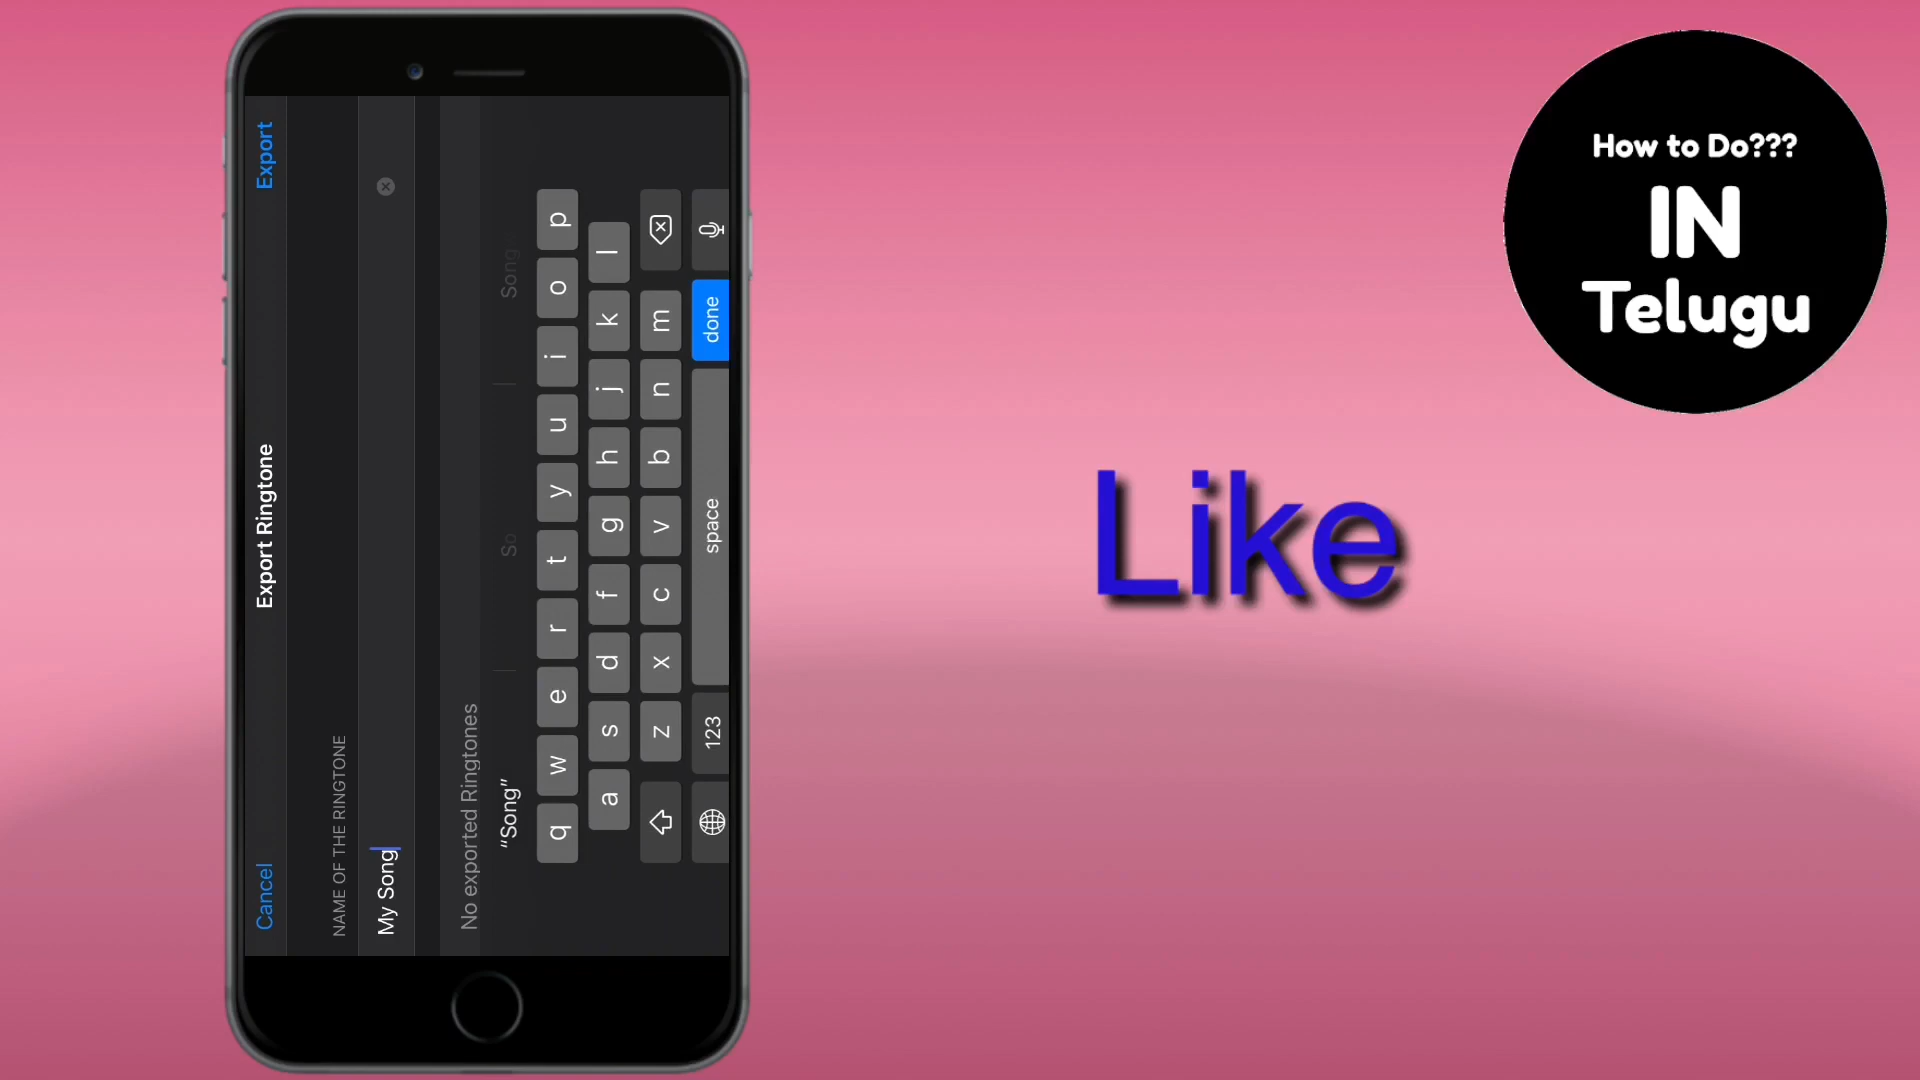 Cancel
Export Ringtone
Export
NAME OF THE RINGTONE
My Song
No exported Ringtones
"Song"
So
Song
q w e r t y u i o p
a s d f g h j k l
z x c v b n m
123
space
done
Like
How to Do???
IN
Telugu